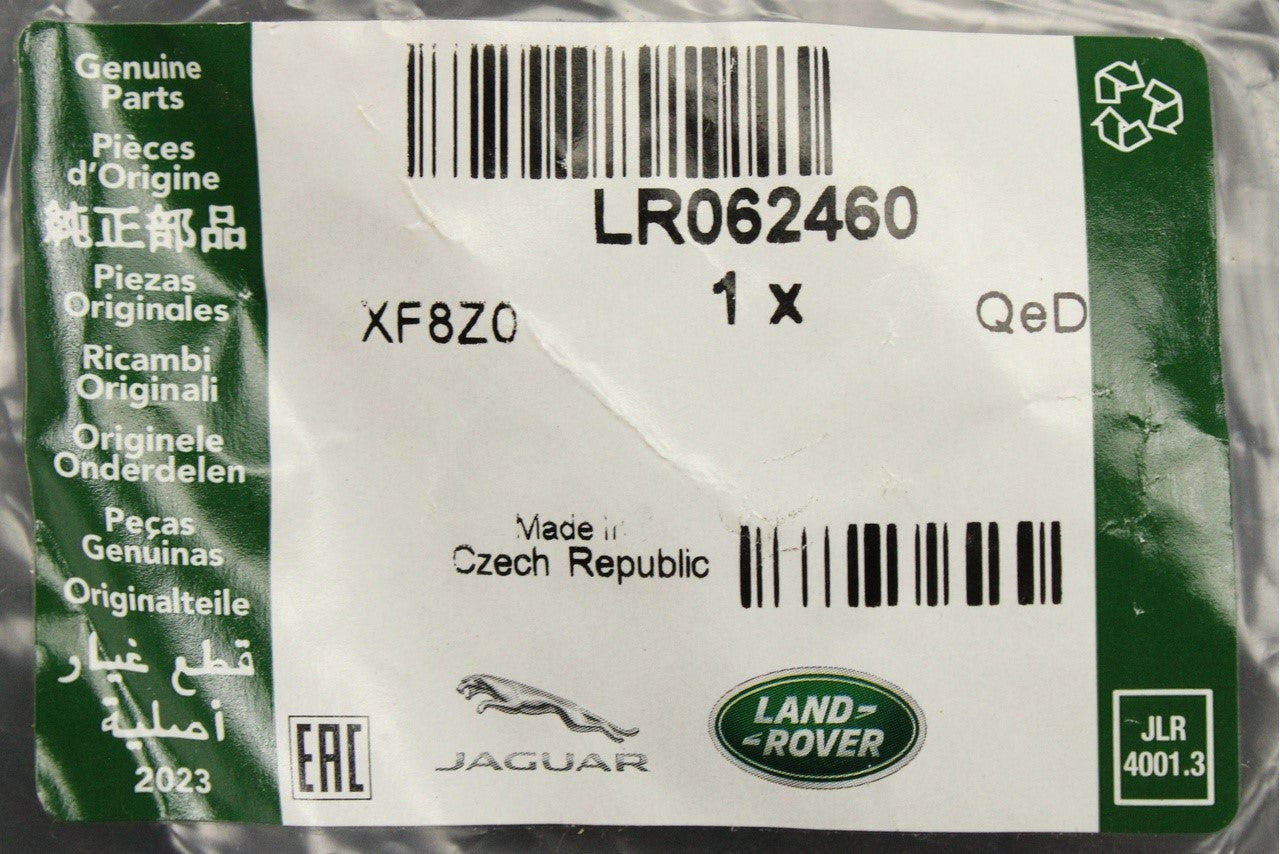 Genuine
Parts
Pièces
d'Origine
純正部品
Piezas
Originales
Ricambi
Originali
Originele
Onderdelen
Peças
Genuinas
Originalteile
قطع غيار
أصلية
2023
LR062460
1 x
XF8Z0
QeD
Made in
Czech Republic
EAC
JAGUAR
LAND
ROVER
JLR
4001.3